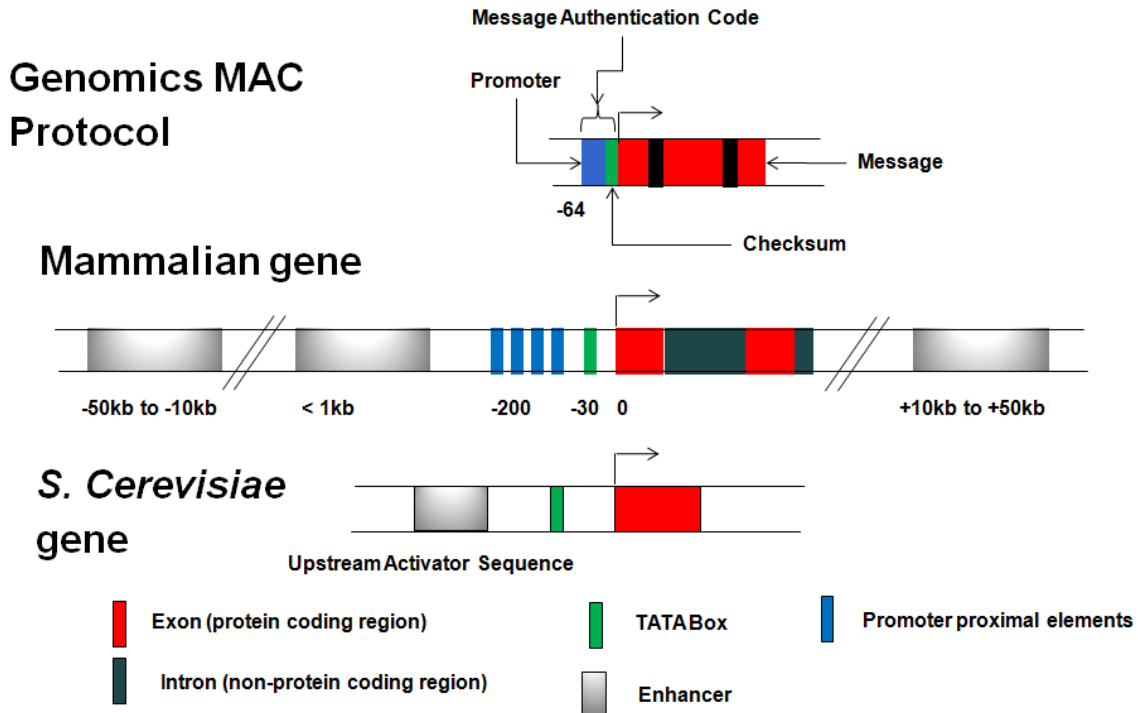 Message Authentication Code
Genomics MAC
Protocol
Promoter
Message
-64
Checksum
Mammalian gene
-50kb to -10kb
< 1kb
-200
-30
0
+10kb to +50kb
S. Cerevisiae
gene
Upstream Activator Sequence
Exon (protein coding region)
TATA Box
Promoter proximal elements
Intron (non-protein coding region)
Enhancer